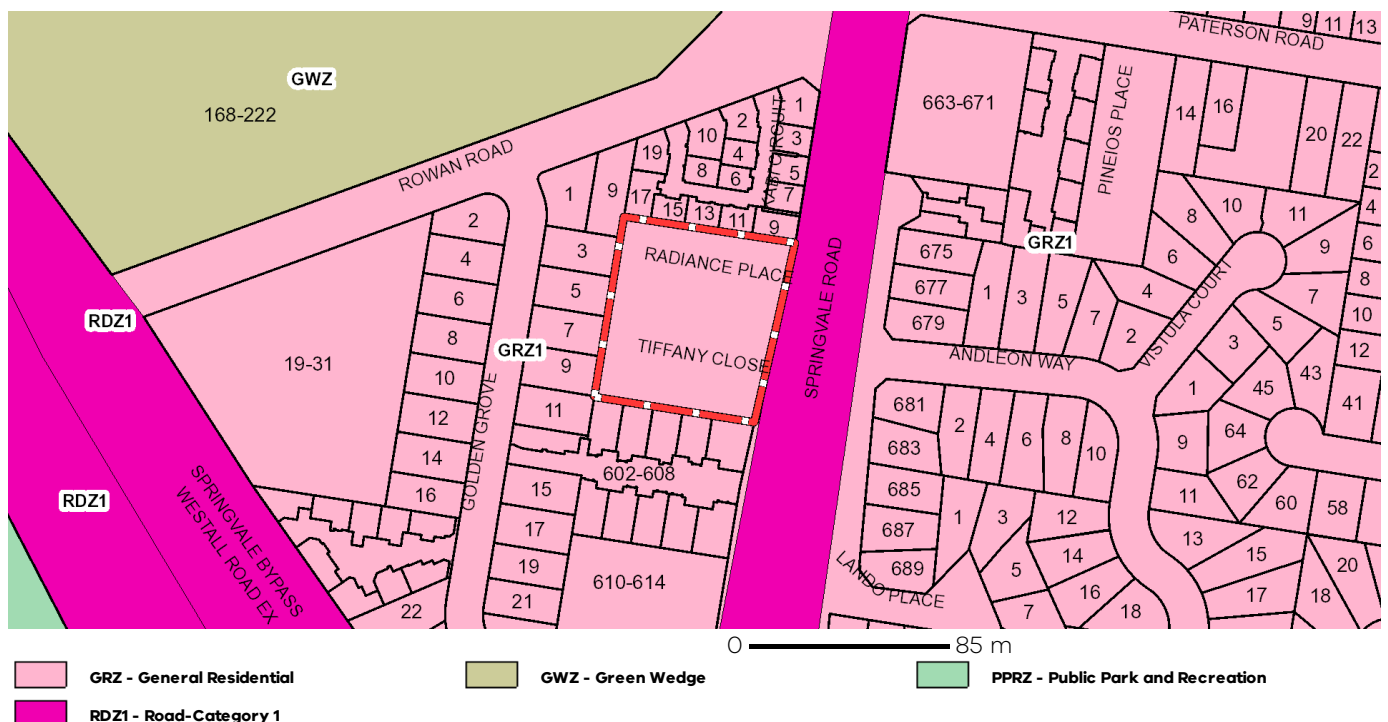 PATERSON ROAD
9 11 13
GWZ
168-222
ROWAN ROAD
663-671
PINEIOS PLACE
14 16 20 22
2
4
6
8
10
12
41
1
3
5
7
VABI CIRCUIT
2
4
6
10
8
19
17 15 13 11 9
1 9
3
5
7
9
11
RADIANCE PLACE
TIFFANY CLOSE
SPRINGVALE ROAD
GRZ1
675
677
679
1 3 5 7
8 10 11
6 9
4 7
2 5
3
1
VISTULA COURT
ANDLEON WAY
45 43
64
62
60 58
9
11
13
15
17
18
20
681
683
685
687
689
2 4 6 8 10
1 3 12
5 14
7 16
18
LANDO PLACE
RDZ1
19-31
GRZ1
2
4
6
8
10
12
14
16
GOLDEN GROVE
602-608
15
17
19
21
22
610-614
RDZ1
SPRINGVALE BYPASS
WESTALL ROAD EX
0 85 m
GRZ - General Residential
GWZ - Green Wedge
PPRZ - Public Park and Recreation
RDZ1 - Road-Category 1